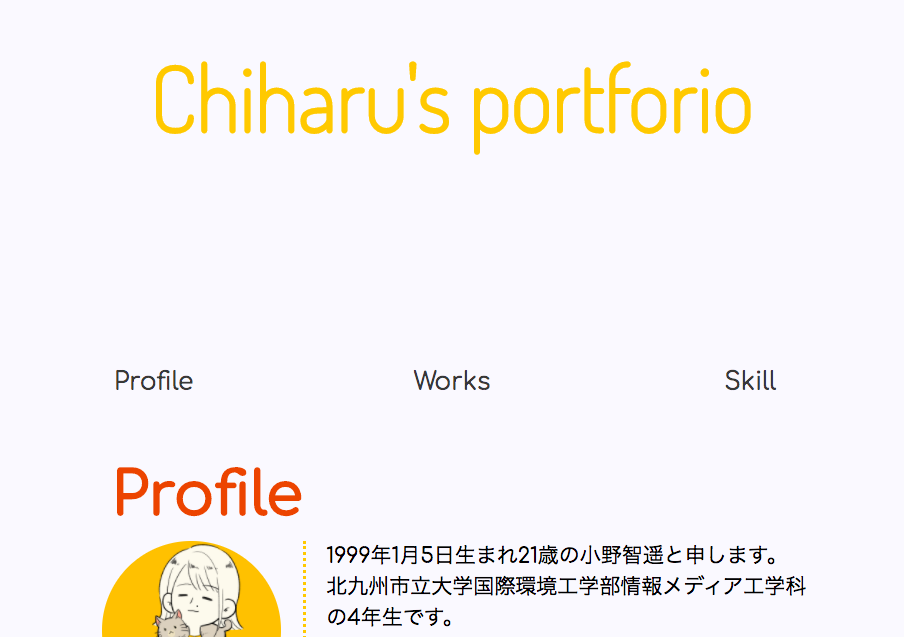 Chiharu's portforio
Profile
Works
Skill
Profile
1999年1月5日生まれ21歳の小野智遥と申します。
北九州市立大学国際環境工学部情報メディア工学科
の4年生です。